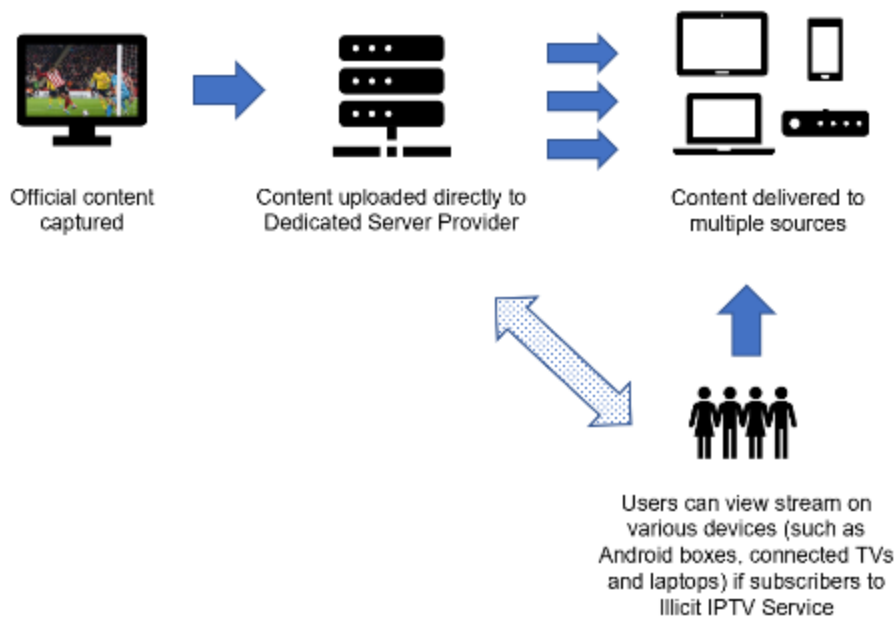 Official content
captured
Content uploaded directly to
Dedicated Server Provider
Content delivered to
multiple sources
Users can view stream on
various devices (such as
Android boxes, connected TVs
and laptops) if subscribers to
Illicit IPTV Service